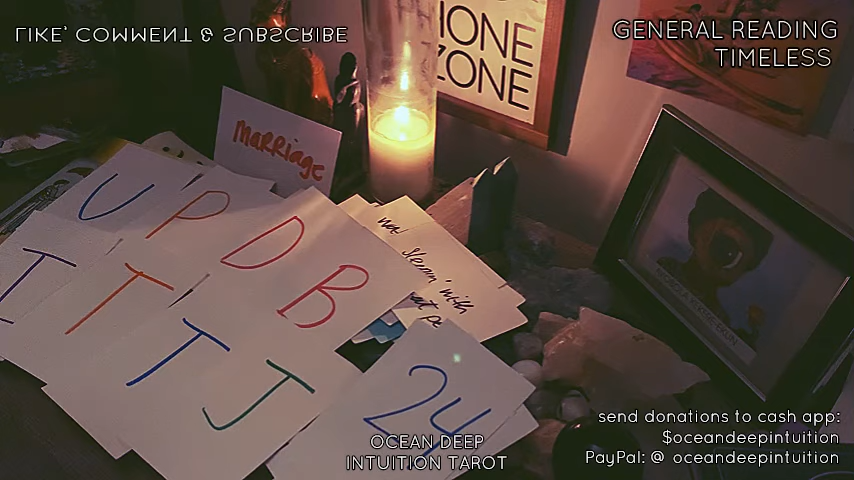 LIKE, COMMENT & SUBSCRIBE
GENERAL READING
TIMELESS
ZONE
Marriage
U P D B
I T T J
24
with
OCEAN DEEP
INTUITION TAROT
send donations to cash app:
$oceandeepintuition
PayPal: @ oceandeepintuition